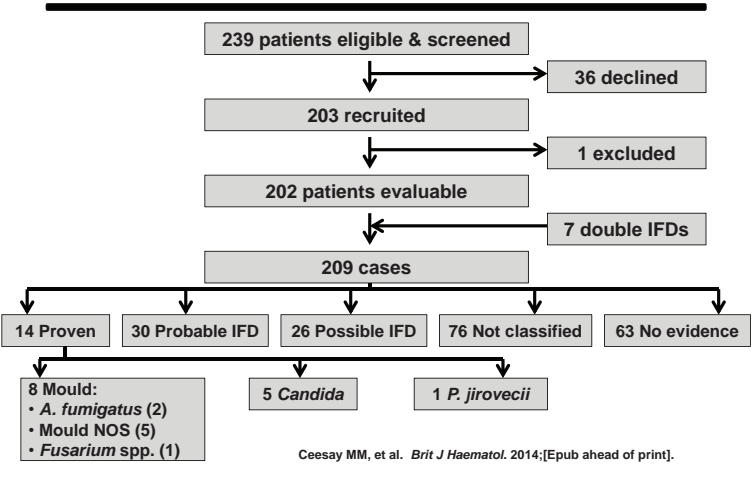 239 patients eligible & screened
36 declined
203 recruited
1 excluded
202 patients evaluable
7 double IFDs
209 cases
14 Proven
30 Probable IFD
26 Possible IFD
76 Not classified
63 No evidence
8 Mould:
• A. fumigatus (2)
• Mould NOS (5)
• Fusarium spp. (1)
5 Candida
1 P. jirovecii
Ceesay MM, et al. Brit J Haematol. 2014;[Epub ahead of print].